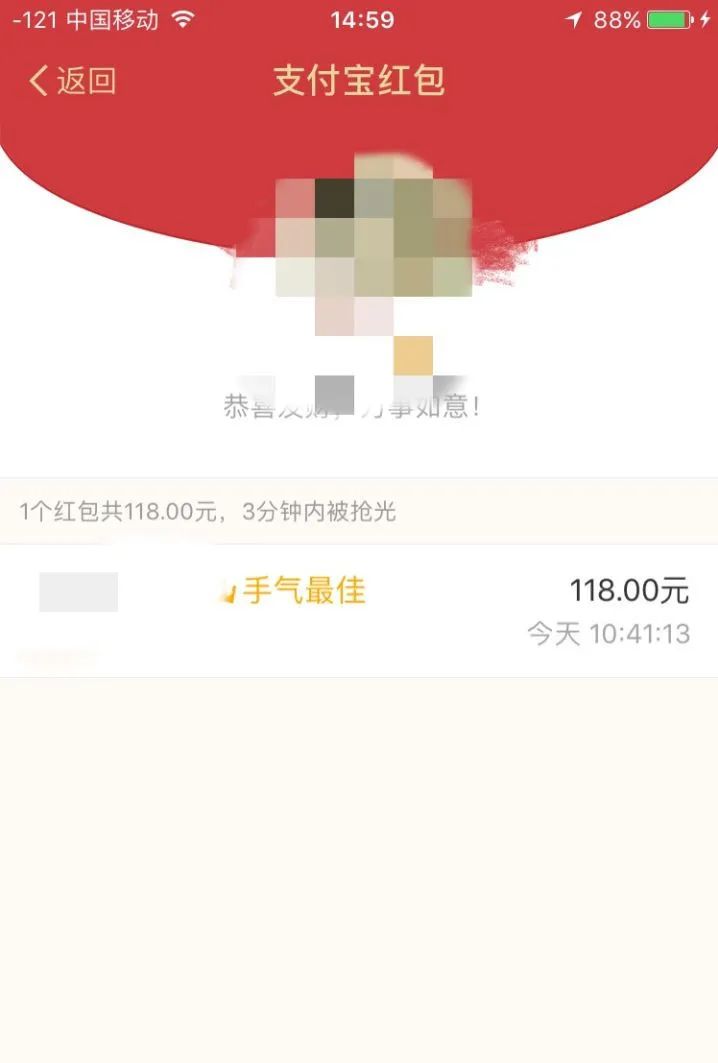 -121 中国移动 14:59 88%
返回 支付宝红包
恭喜发财，万事如意！
1个红包共118.00元，3分钟内被抢光
手气最佳 118.00元
今天 10:41:13